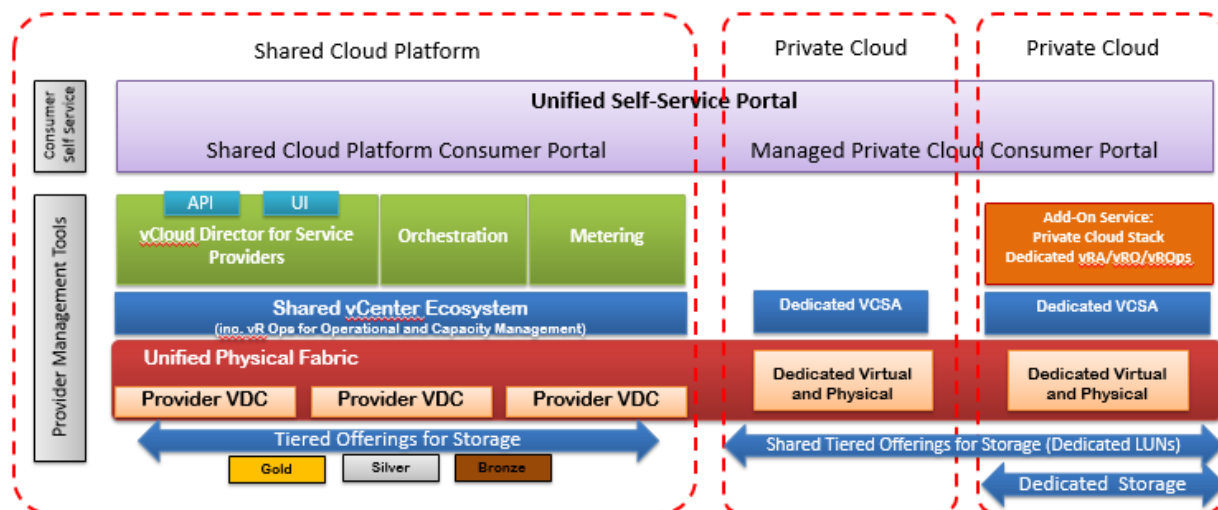 Shared Cloud Platform
Private Cloud
Private Cloud
Consumer
Self Service
Unified Self-Service Portal
Shared Cloud Platform Consumer Portal
Managed Private Cloud Consumer Portal
Provider Management Tools
API
UI
vCloud Director for Service
Providers
Orchestration
Metering
Add-On Service:
Private Cloud Stack
Dedicated vRA/vRO/vROps
Shared vCenter Ecosystem
(inc. vR Ops for Operational and Capacity Management)
Dedicated VCSA
Dedicated VCSA
Unified Physical Fabric
Provider VDC
Provider VDC
Provider VDC
Dedicated Virtual
and Physical
Dedicated Virtual
and Physical
Tiered Offerings for Storage
Gold
Silver
Bronze
Shared Tiered Offerings for Storage (Dedicated LUNs)
Dedicated Storage